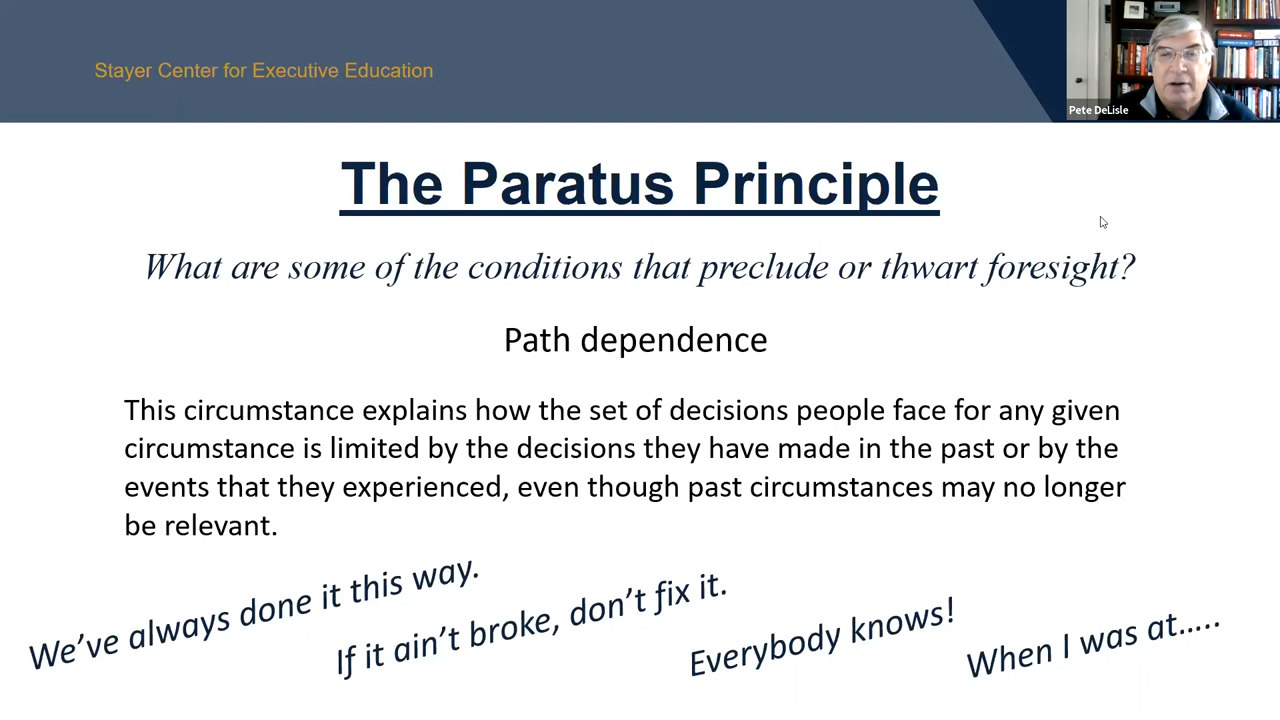 Stayer Center for Executive Education
Pete DeLisle
The Paratus Principle
What are some of the conditions that preclude or thwart foresight?
Path dependence
This circumstance explains how the set of decisions people face for any given
circumstance is limited by the decisions they have made in the past or by the
events that they experienced, even though past circumstances may no longer
be relevant.
We’ve always done it this way.
If it ain’t broke, don’t fix it.
Everybody knows!
When I was at…..